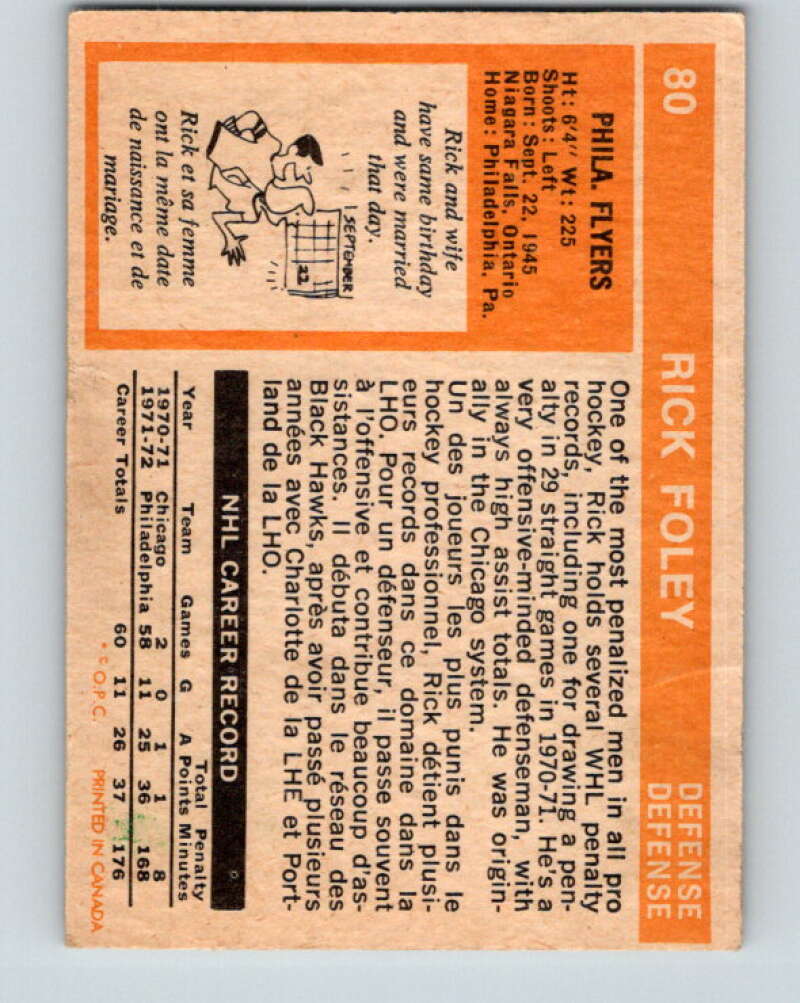 80
RICK FOLEY
DEFENSE
DEFENSE
PHILA. FLYERS
Ht: 6'4" Wt: 225
Shoots: Left
Born: Sept. 22, 1945
Niagara Falls, Ontario
Home: Philadelphia, Pa.
Rick and wife
have same birthday
and were married
that day.
SEPTEMBER
22
Rick et sa femme
ont la même date
de naissance et de
mariage.
One of the most penalized men in all pro
hockey, Rick holds several WHL penalty
records, including one for drawing a pen-
alty in 29 straight games in 1970-71. He's a
very offensive-minded defenseman, with
always high assist totals. He was origin-
ally in the Chicago system.
Un des joueurs les plus punis dans le
hockey professionnel, Rick détient plusi-
eurs records dans ce domaine dans la
LHO. Pour un défenseur, il passe souvent
à l'offensive et contribue beaucoup d'as-
sistances. Il débuta dans le réseau des
Black Hawks, après avoir passé plusieurs
années avec Charlotte de la LHE et Port-
land de la LHO.
NHL CAREER RECORD
Total Penalty
Year Team Games G A Points Minutes
1970-71 Chicago 2 0 1 1 8
1971-72 Philadelphia 58 11 25 36 168
Career Totals 60 11 26 37 176
* © O.P.C. PRINTED IN CANADA